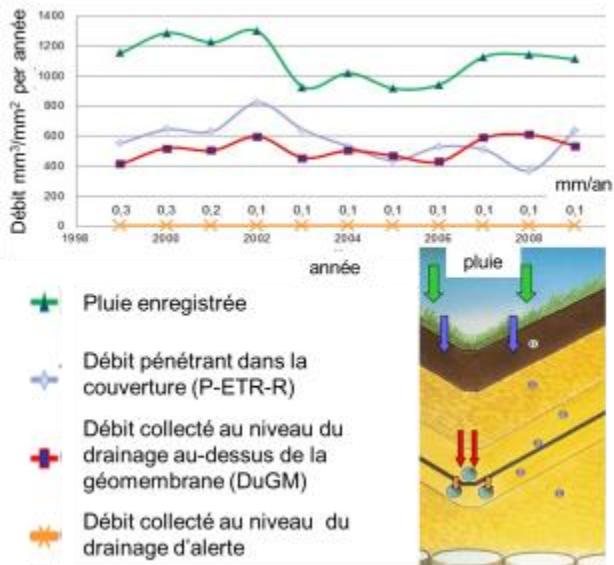 Débit mm³/mm² per année
1400
1200
1000
800
600
400
200
0
mm/an
0,3 0,3 0,2 0,1 0,1 0,1 0,1 0,1 0,1 0,1 0,1
1998 2000 2002 2004 2006 2008
année
pluie
Pluie enregistrée
Débit pénétrant dans la
couverture (P-ETR-R)
Débit collecté au niveau du
drainage au-dessus de la
géomembrane (DuGM)
Débit collecté au niveau du
drainage d'alerte